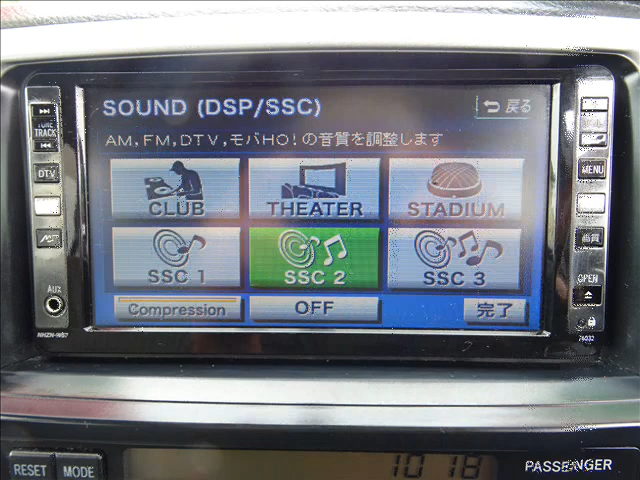 SOUND (DSP/SSC)
戻る
AM,FM,DTV,モバHO!の音質を調整します
CLUB
THEATER
STADIUM
SSC 1
SSC 2
SSC 3
Compression
OFF
完了
TUNE
TRACK
DTV
AUX
MENU
画質
OPEN
RESET
MODE
10 18
PASSENGER